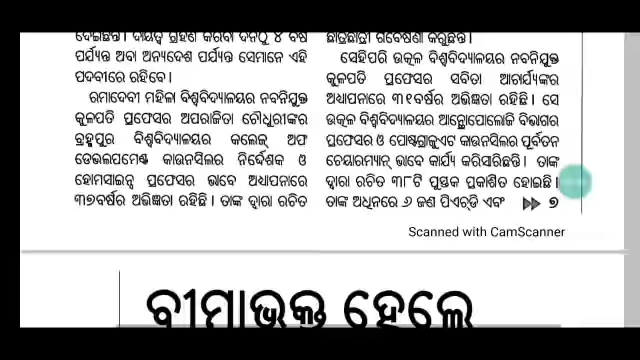 ଦେଇଛନ୍ତି। ଦାୟିତ୍ୱ ଗ୍ରହଣ କରିବା ଦିନଠୁ ୪ ବର୍ଷ
ପର୍ଯ୍ୟନ୍ତ ଅବା ଅନ୍ୟାଦେଶ ପର୍ଯ୍ୟନ୍ତ ସେମାନେ ଏହି
ପଦବୀରେ ରହିବେ।
ରମାଦେବୀ ମହିଳା ବିଶ୍ୱବିଦ୍ୟାଳୟର ନବନିଯୁକ୍ତ
କୁଳପତି ପ୍ରଫେସର ଅପରାଜିତା ଚୌଧୁରୀଙ୍କର
ବ୍ରହ୍ମପୁର ବିଶ୍ୱବିଦ୍ୟାଳୟର କଲେଜ୍ ଅଫ୍
ଡେଭଲପମେଣ୍ଟ କାଉନସିଲର ନିର୍ଦ୍ଦେଶକ ଓ
ହୋମସାଇନ୍ସ ପ୍ରଫେସର ଭାବେ ଅଧ୍ୟାପନାରେ
୩୭ବର୍ଷର ଅଭିଜ୍ଞତା ରହିଛି। ତାଙ୍କ ଦ୍ୱାରା ରଚିତ
ଛାତ୍ରଛାତ୍ରୀ ଗବେଷଣା କରୁଛନ୍ତି।
ସେହିପରି ଉତ୍କଳ ବିଶ୍ୱବିଦ୍ୟାଳୟର ନବନିଯୁକ୍ତ
କୁଳପତି ପ୍ରଫେସର ସବିତା ଆଚାର୍ଯ୍ୟଙ୍କର
ଅଧ୍ୟାପନାରେ ୩୧ବର୍ଷର ଅଭିଜ୍ଞତା ରହିଛି। ସେ
ଉତ୍କଳ ବିଶ୍ୱବିଦ୍ୟାଳୟର ଆନ୍ଥ୍ରୋପୋଲୋଜି ବିଭାଗର
ପ୍ରଫେସର ଓ ପୋଷ୍ଟଗ୍ରାଜୁଏଟ କାଉନସିଲର ପୂର୍ବତନ
ଚେୟାରମ୍ୟାନ୍ ଭାବେ କାର୍ଯ୍ୟ କରିସାରିଛନ୍ତି। ତାଙ୍କ
ଦ୍ୱାରା ରଚିତ ୩୮ଟି ପୁସ୍ତକ ପ୍ରକାଶିତ ହୋଇଛି।
ତାଙ୍କ ଅଧିନରେ ୬ ଜଣ ପିଏଚ୍‌ଡି ଏବଂ ▶▶ ୭
Scanned with CamScanner
ବୀମାଭୁକ୍ତ ହେଲେ